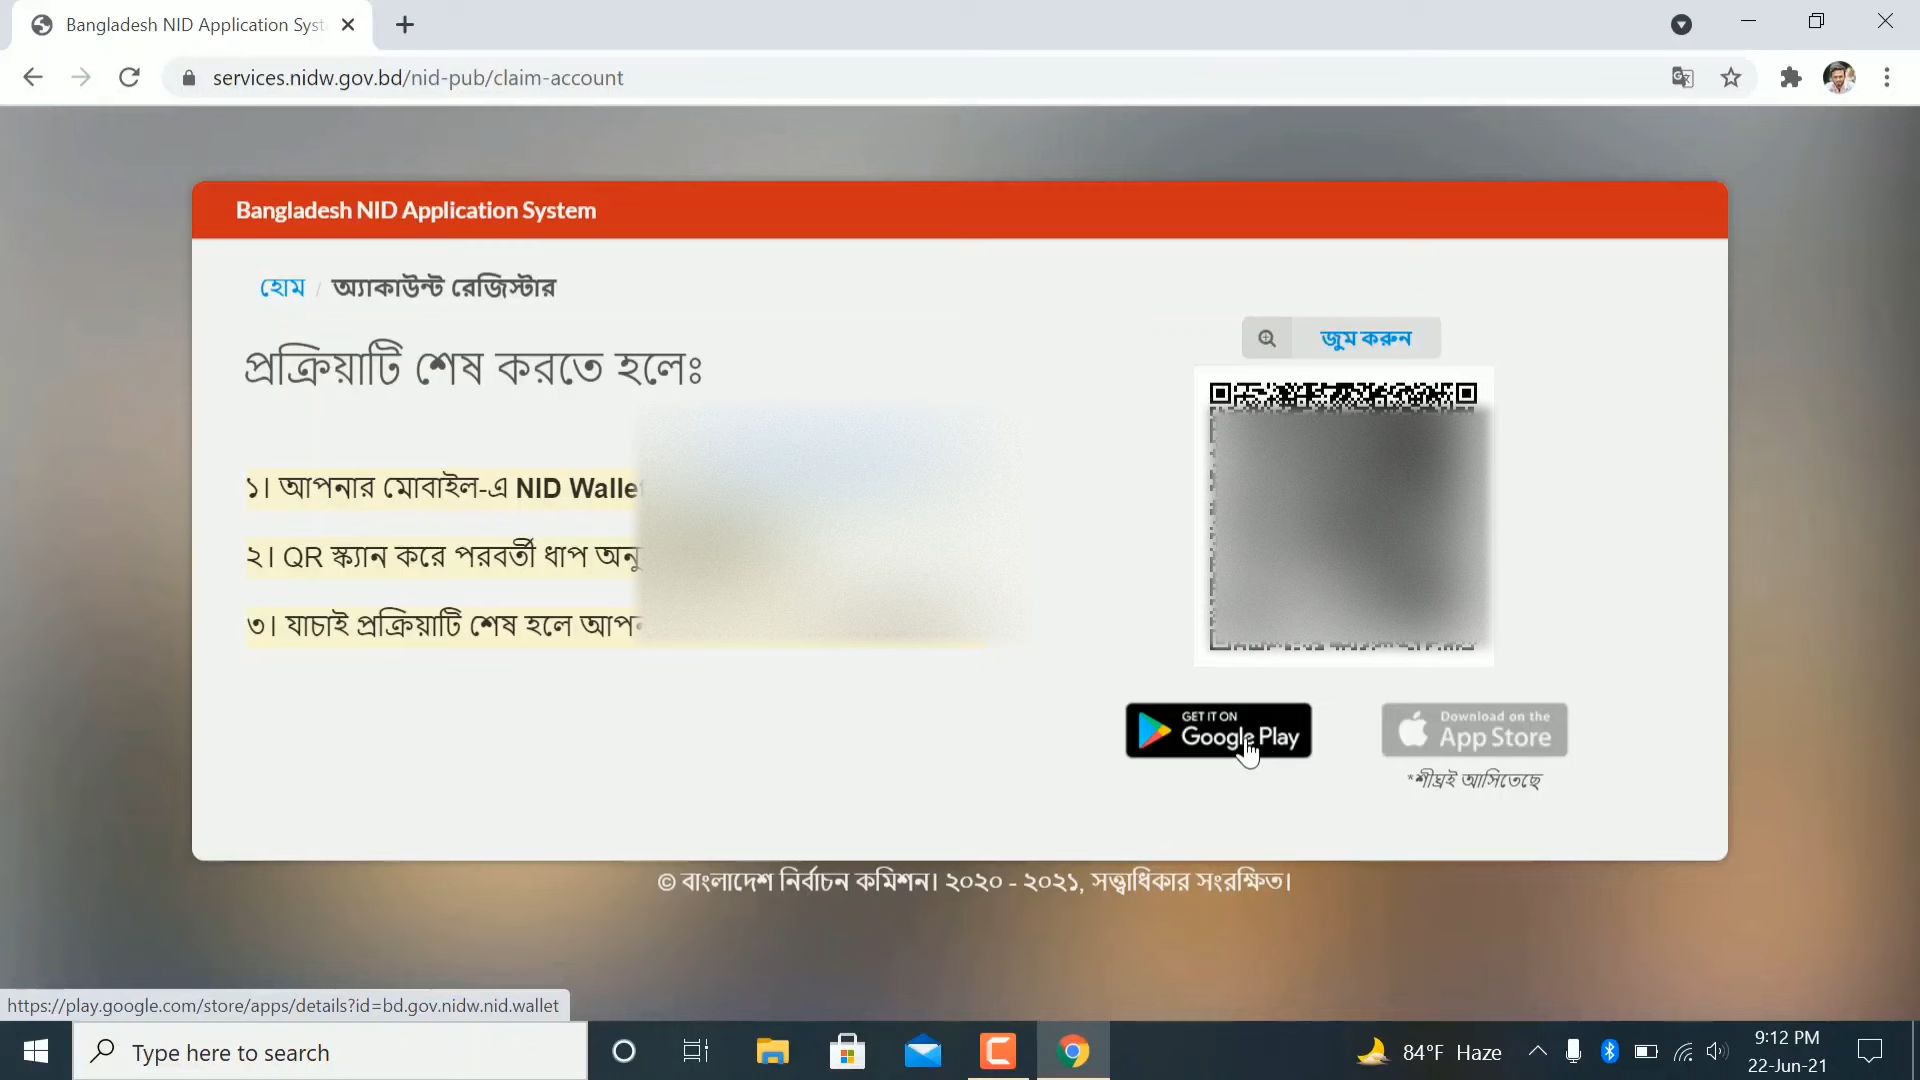 Bangladesh NID Application Syst
services.nidw.gov.bd/nid-pub/claim-account
Bangladesh NID Application System
হোম / অ্যাকাউন্ট রেজিস্টার
প্রক্রিয়াটি শেষ করতে হলেঃ
জুম করুন
১। আপনার মোবাইল-এ NID Wallet
২। QR স্ক্যান করে পরবর্তী ধাপ
৩। যাচাই প্রক্রিয়াটি শেষ হলে
GET IT ON
Google Play
Download on the
App Store
*শীঘ্রই আসিতেছে
© বাংলাদেশ নির্বাচন কমিশন। ২০২০ - ২০২১, সত্ত্বাধিকার সংরক্ষিত।
https://play.google.com/store/apps/details?id=bd.gov.nidw.nid.wallet
Type here to search
84°F Haze
9:12 PM
22-Jun-21